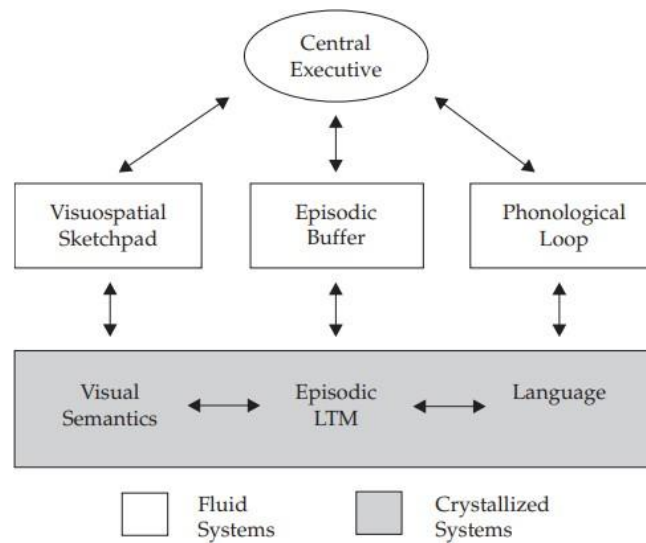 Central
Executive
Visuospatial
Sketchpad
Episodic
Buffer
Phonological
Loop
Visual
Semantics
Episodic
LTM
Language
Fluid
Systems
Crystallized
Systems